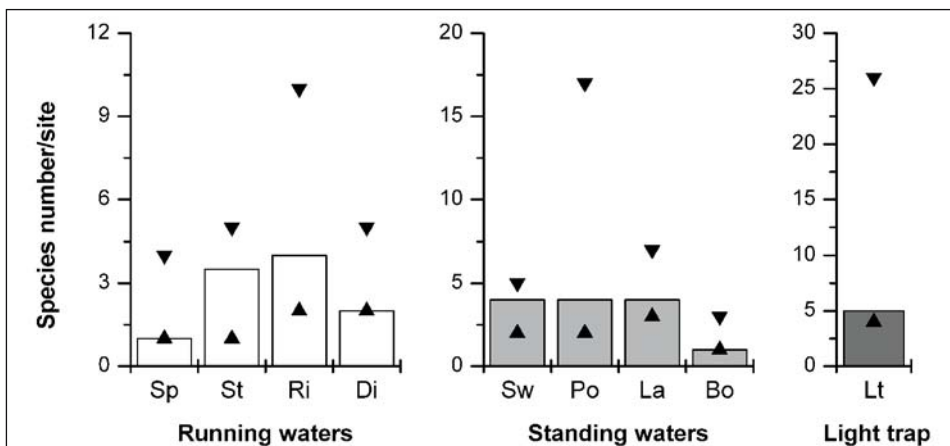 Species number/site
12
9
6
3
0
Sp St Ri Di
Running waters
20
15
10
5
0
Sw Po La Bo
Standing waters
30
25
20
15
10
5
0
Lt
Light trap